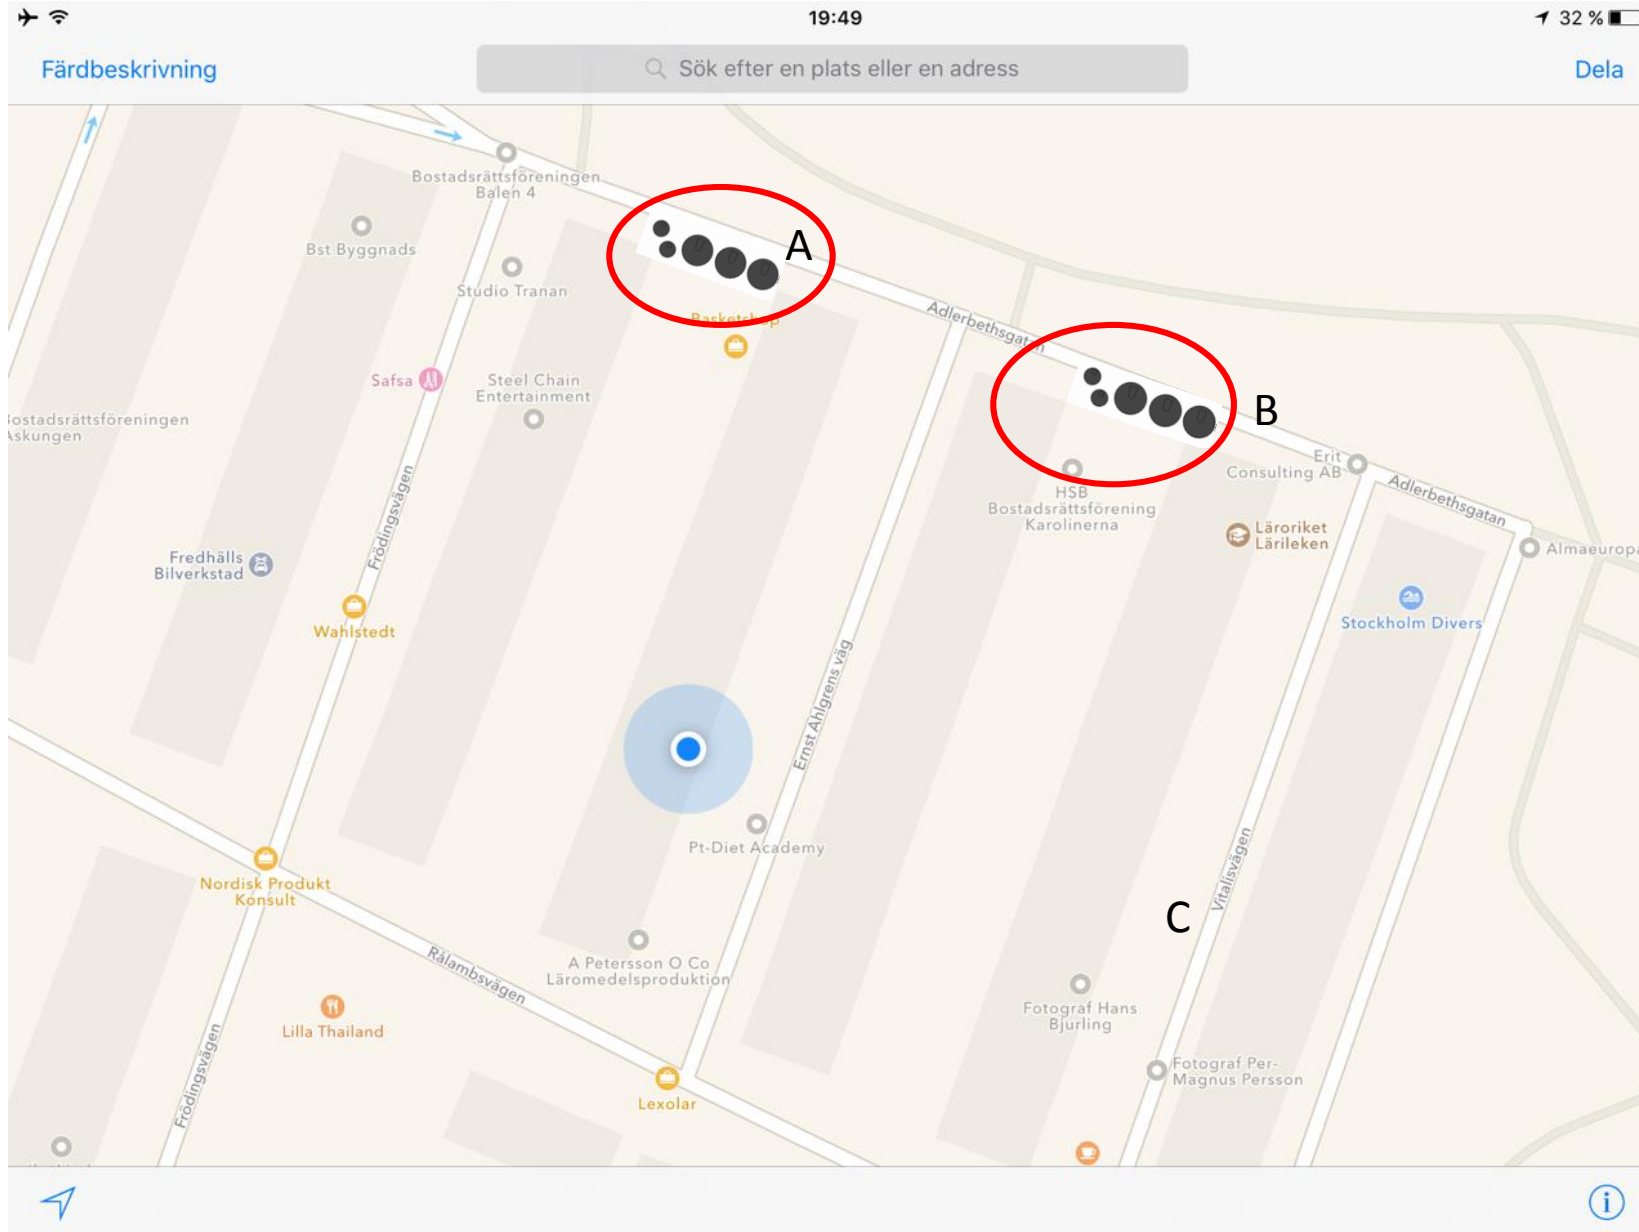 19:49
32 %
Färdbeskrivning
Sök efter en plats eller en adress
Dela
Bostadsrättsföreningen
Balen 4
Bst Byggnads
Studio Tranan
A
Basketshop
Adlerbethsgatan
Safsa
Steel Chain
Entertainment
B
Bostadsrättsföreningen
Askungen
Erit
Consulting AB
Adlerbethsgatan
HSB
Bostadsrättsförening
Karolinerna
Läroriket
Lärileken
Almaeuropa
Frödingsvägen
Fredhälls
Bilverkstad
Wahlstedt
Stockholm Divers
Ernst Ahlgrens väg
Pt-Diet Academy
Vitalisvägen
C
Nordisk Produkt
Konsult
Rålambsvägen
A Petersson O Co
Läromedelsproduktion
Lilla Thailand
Fotograf Hans
Bjurling
Frödingsvägen
Fotograf Per-
Magnus Persson
Lexolar